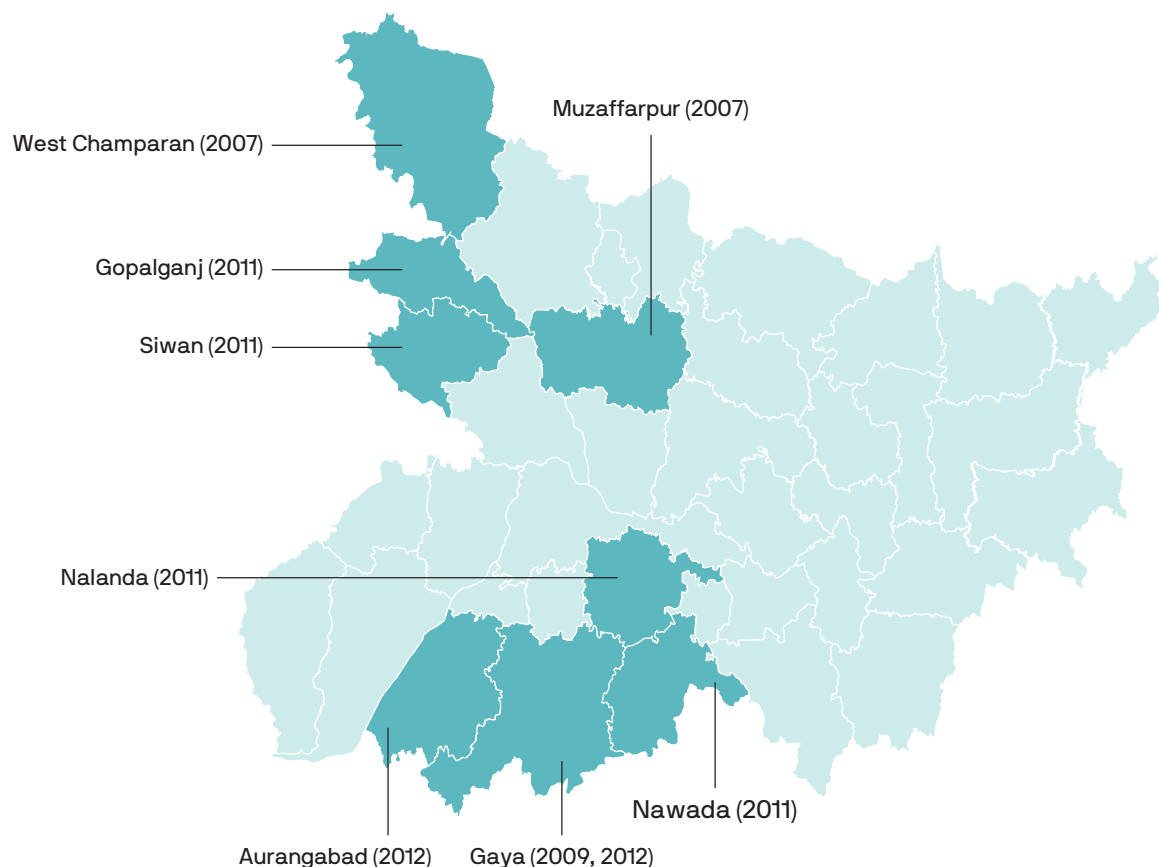 Muzaffarpur (2007)
West Champaran (2007)
Gopalganj (2011)
Siwan (2011)
Nalanda (2011)
Nawada (2011)
Aurangabad (2012)
Gaya (2009, 2012)